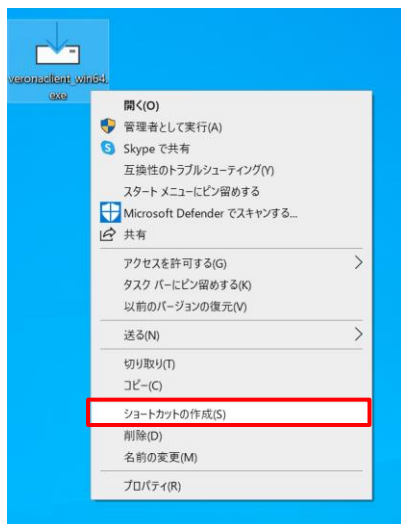 veronaclient_win64.
exe
開く(O)
管理者として実行(A)
Skype で共有
互換性のトラブルシューティング(Y)
スタート メニューにピン留めする
Microsoft Defender でスキャンする...
共有
アクセスを許可する(G)
タスク バーにピン留めする(K)
以前のバージョンの復元(V)
送る(N)
切り取り(T)
コピー(C)
ショートカットの作成(S)
削除(D)
名前の変更(M)
プロパティ(R)